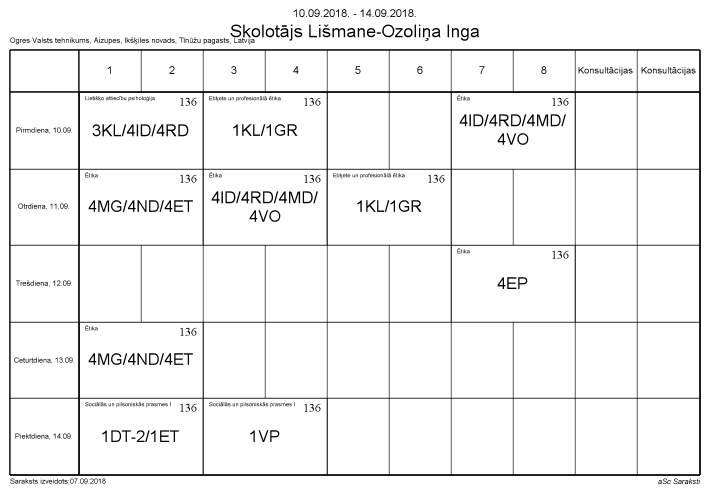 10.09.2018. - 14.09.2018.
Skolotājs Lišmane-Ozoliņa Inga
Ogres Valsts tehnikums, Aizupes, Ikšķiles novads, Tīnūžu pagasts, Latvija
1 2 3 4 5 6 7 8 Konsultācijas Konsultācijas
Pirmdiena, 10.09.
Lietišķo attiecību psiholoģija 136
3KL/4ID/4RD
Etiķete un profesionālā ētika 136
1KL/1GR
Ētika 136
4ID/4RD/4MD/
4VO
Otrdiena, 11.09.
Ētika 136
4MG/4ND/4ET
Ētika 136
4ID/4RD/4MD/
4VO
Etiķete un profesionālā ētika 136
1KL/1GR
Trešdiena, 12.09.
Ētika 136
4EP
Ceturtdiena, 13.09.
Ētika 136
4MG/4ND/4ET
Piektdiena, 14.09.
Sociālās un pilsoniskās prasmes I 136
1DT-2/1ET
Sociālās un pilsoniskās prasmes I 136
1VP
Saraksts izveidots:07.09.2018
aSc Saraksti